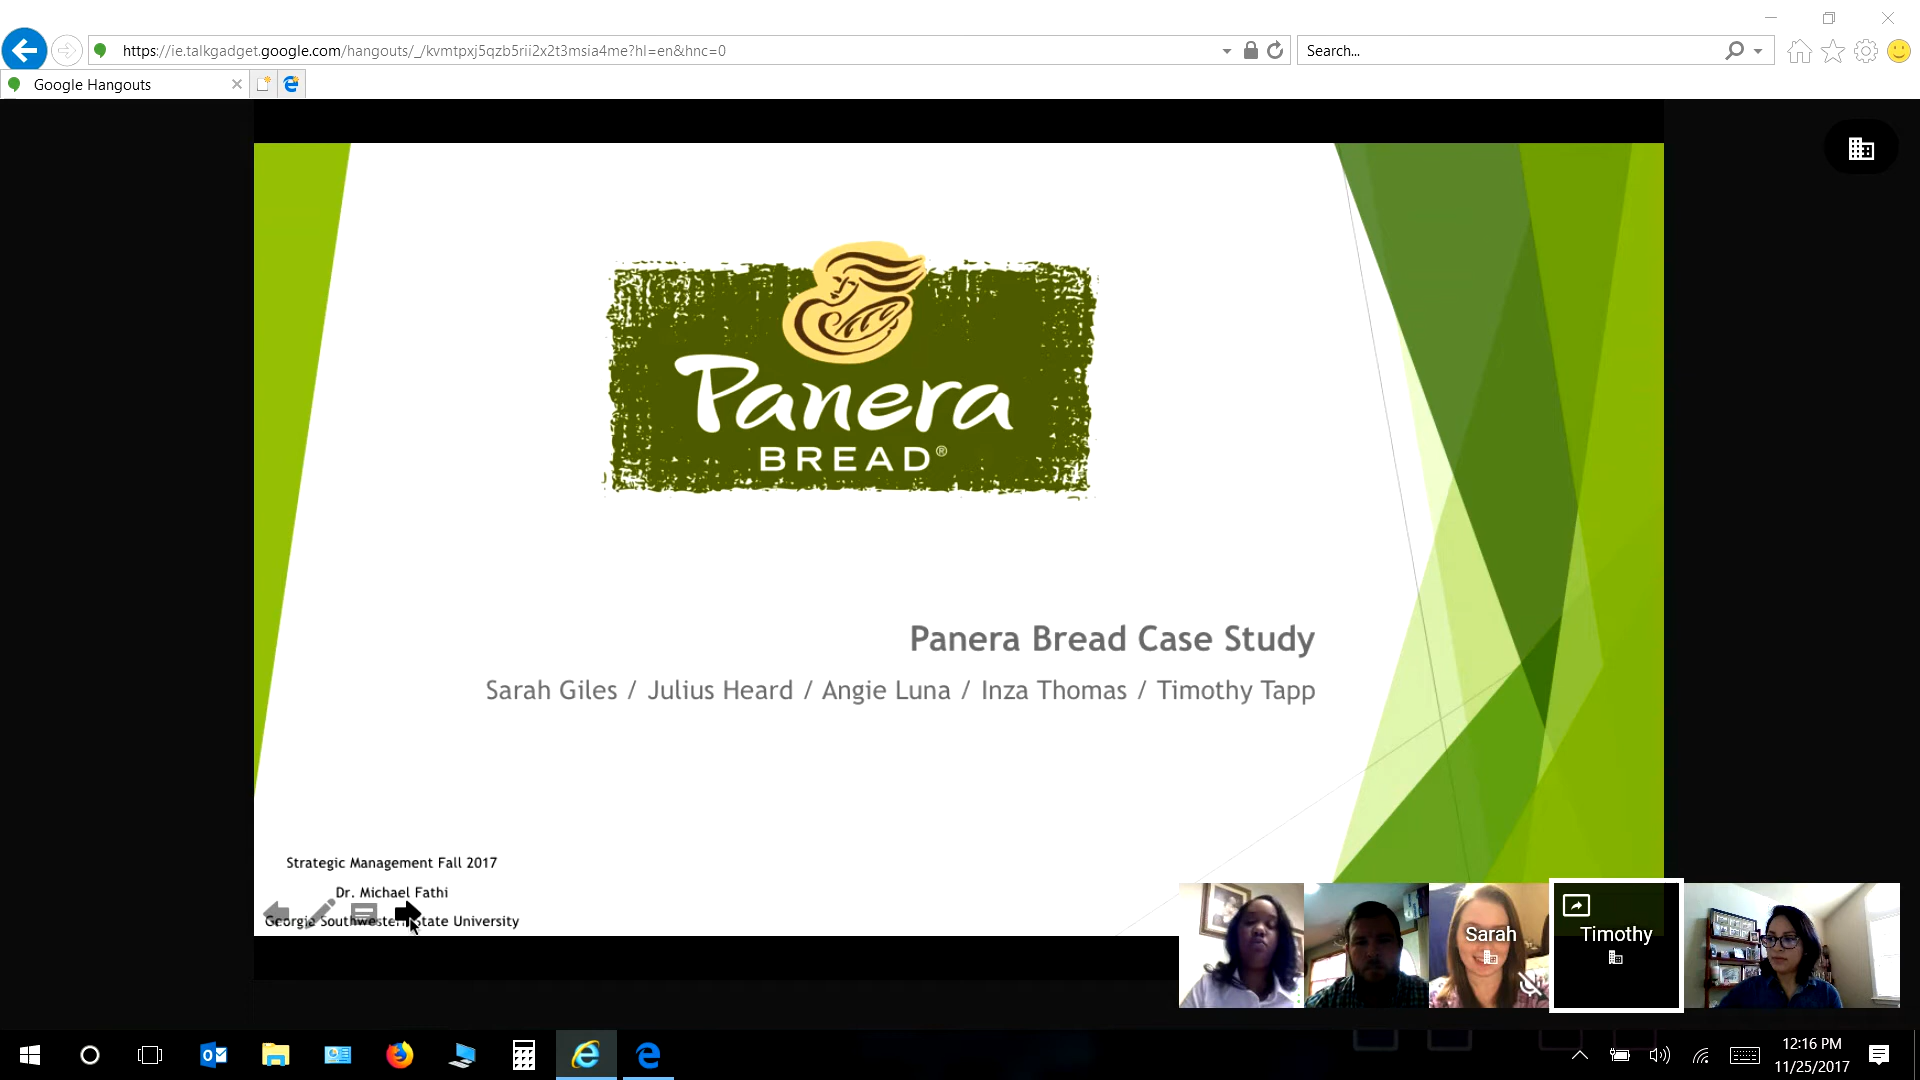 https://ie.talkgadget.google.com/hangouts/_/kvmtpxj5qzb5rii2x2t3msia4me?hl=en&hnc=0
Search...
Google Hangouts
Panera
BREAD®
Panera Bread Case Study
Sarah Giles / Julius Heard / Angie Luna / Inza Thomas / Timothy Tapp
Strategic Management Fall 2017
Dr. Michael Fathi
Georgia Southwestern State University
Sarah
Timothy
12:16 PM
11/25/2017